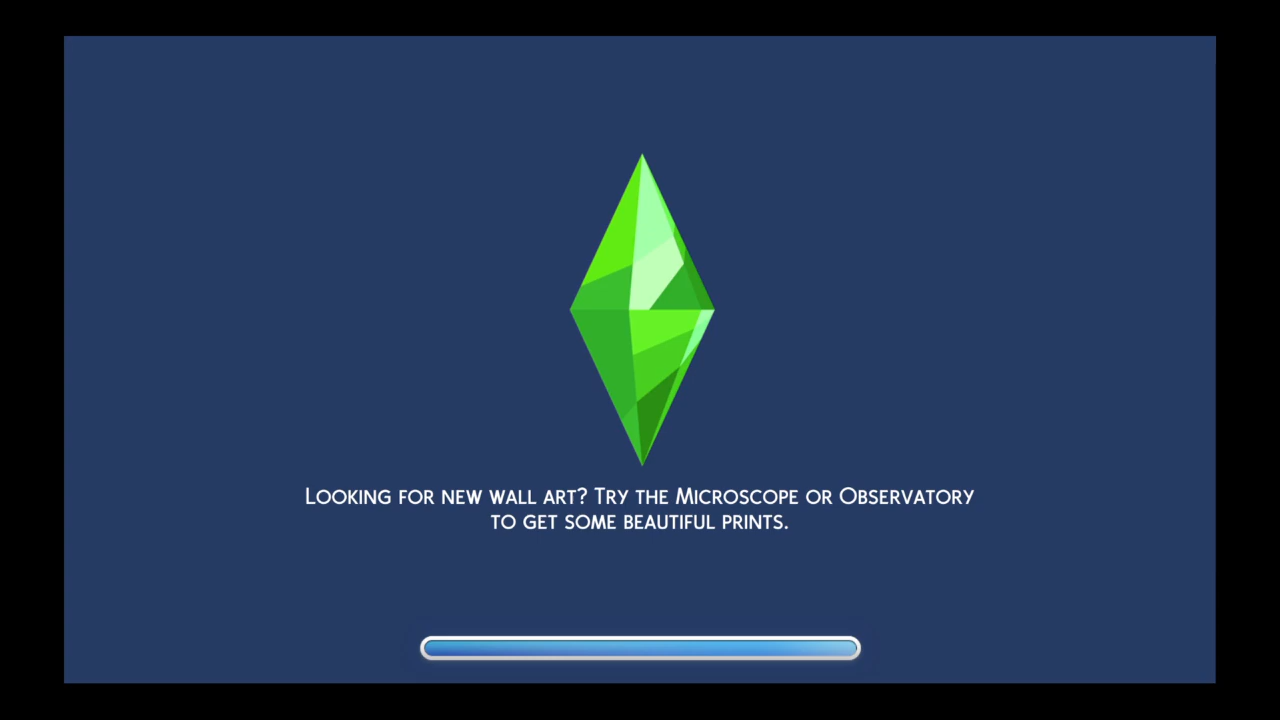 Looking for new wall art? Try the Microscope or Observatory
to get some beautiful prints.